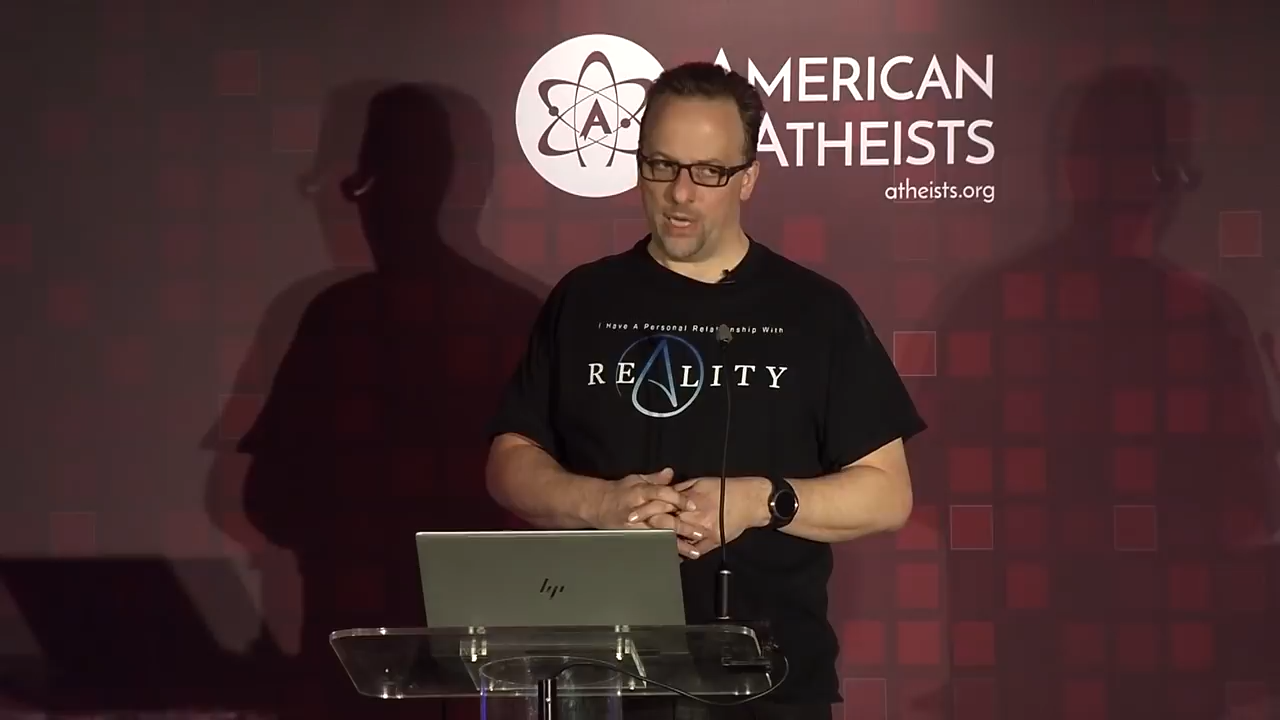 A
AMERICAN
ATHEISTS
atheists.org
I Have A Personal Relationship With
REALITY
hp